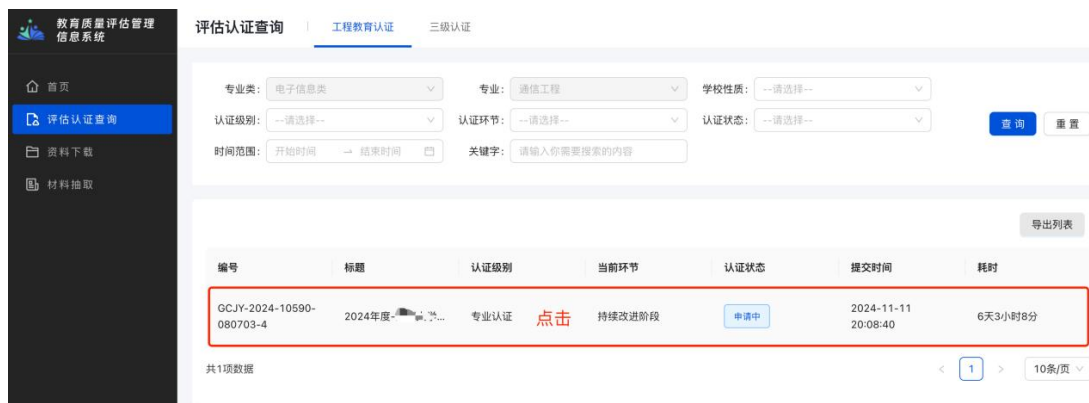 教育质量评估管理
信息系统
首页
评估认证查询
资料下载
材料抽取
评估认证查询 工程教育认证 三级认证
专业类: 电子信息类 专业: 通信工程 学校性质: --请选择--
认证级别: --请选择-- 认证环节: --请选择-- 认证状态: --请选择--
查询 重置
时间范围: 开始时间 → 结束时间 关键字: 请输入你需要搜索的内容
导出列表
编号 标题 认证级别 当前环节 认证状态 提交时间 耗时
GCJY-2024-10590-
080703-4
2024年度-
... 专业认证 点击 持续改进阶段 申请中
2024-11-11
20:08:40
6天3小时8分
共1项数据 < 1 > 10条/页